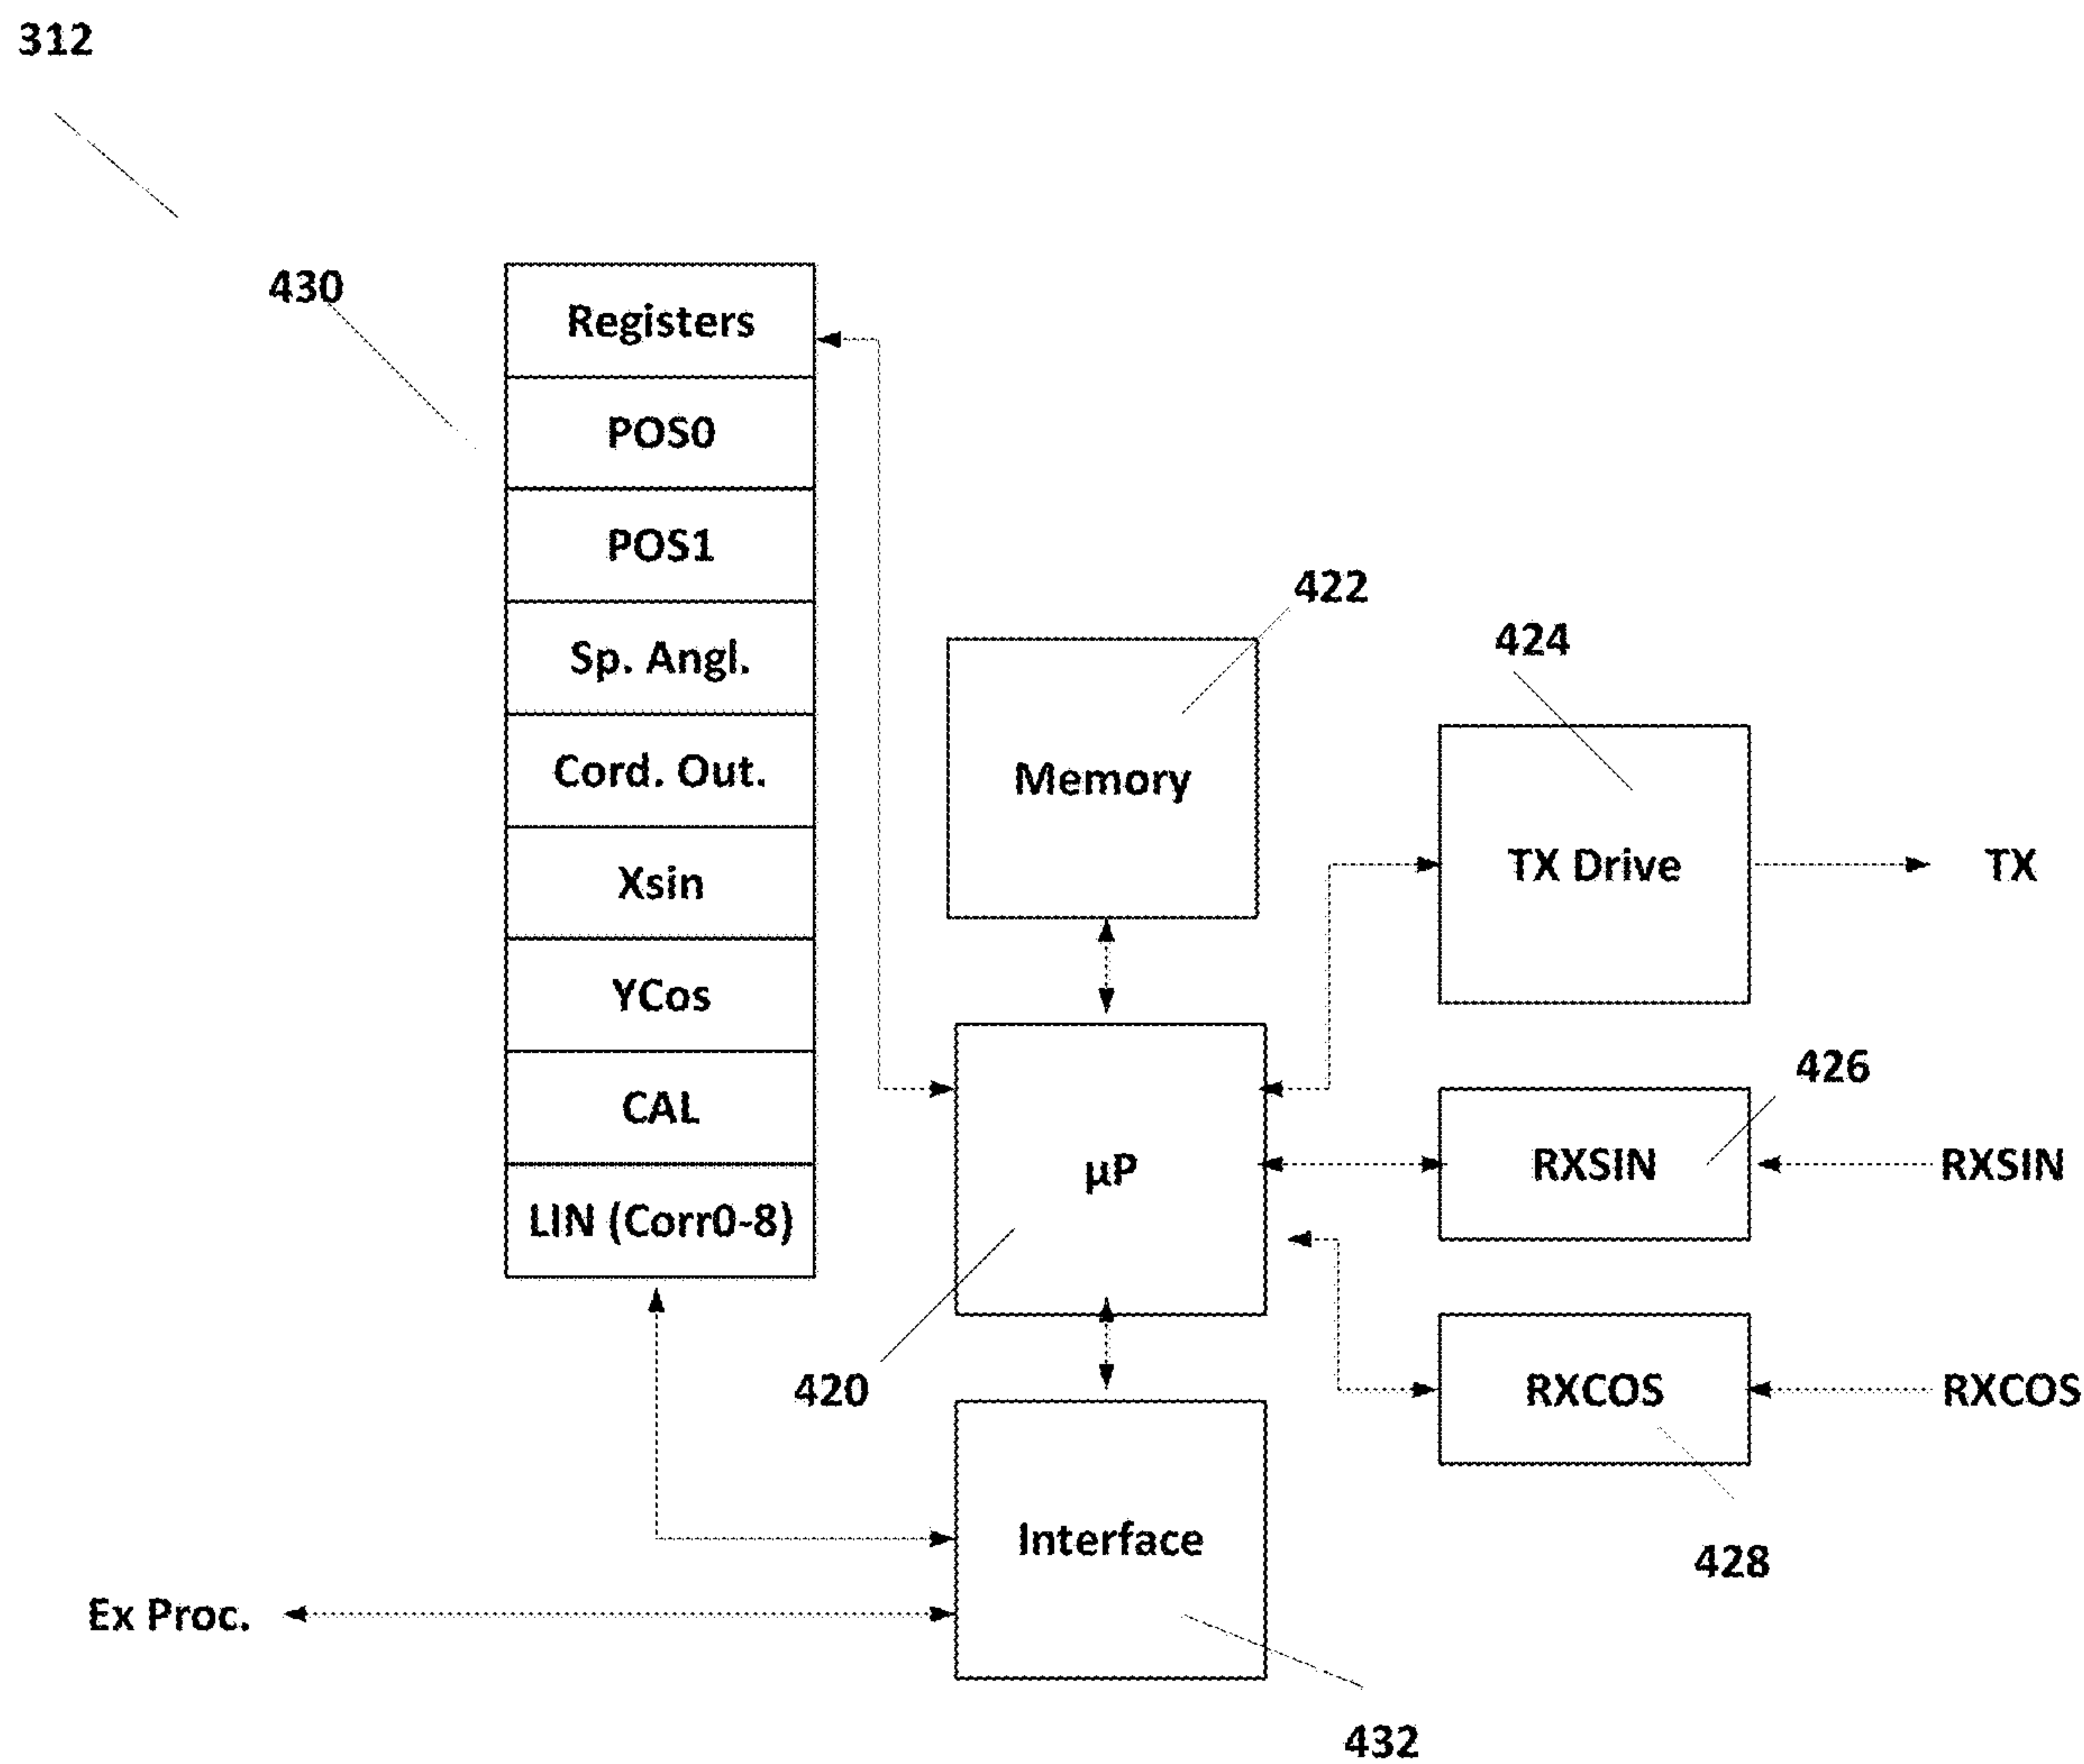 312
430
Registers
POS0
POS1
Sp. Angl.
Cord. Out.
Xsin
YCos
CAL
LIN (Corr0-8)
422
Memory
424
TX Drive
TX
426
µP
RXSIN
RXSIN
420
RXCOS
RXCOS
428
Interface
Ex Proc.
432